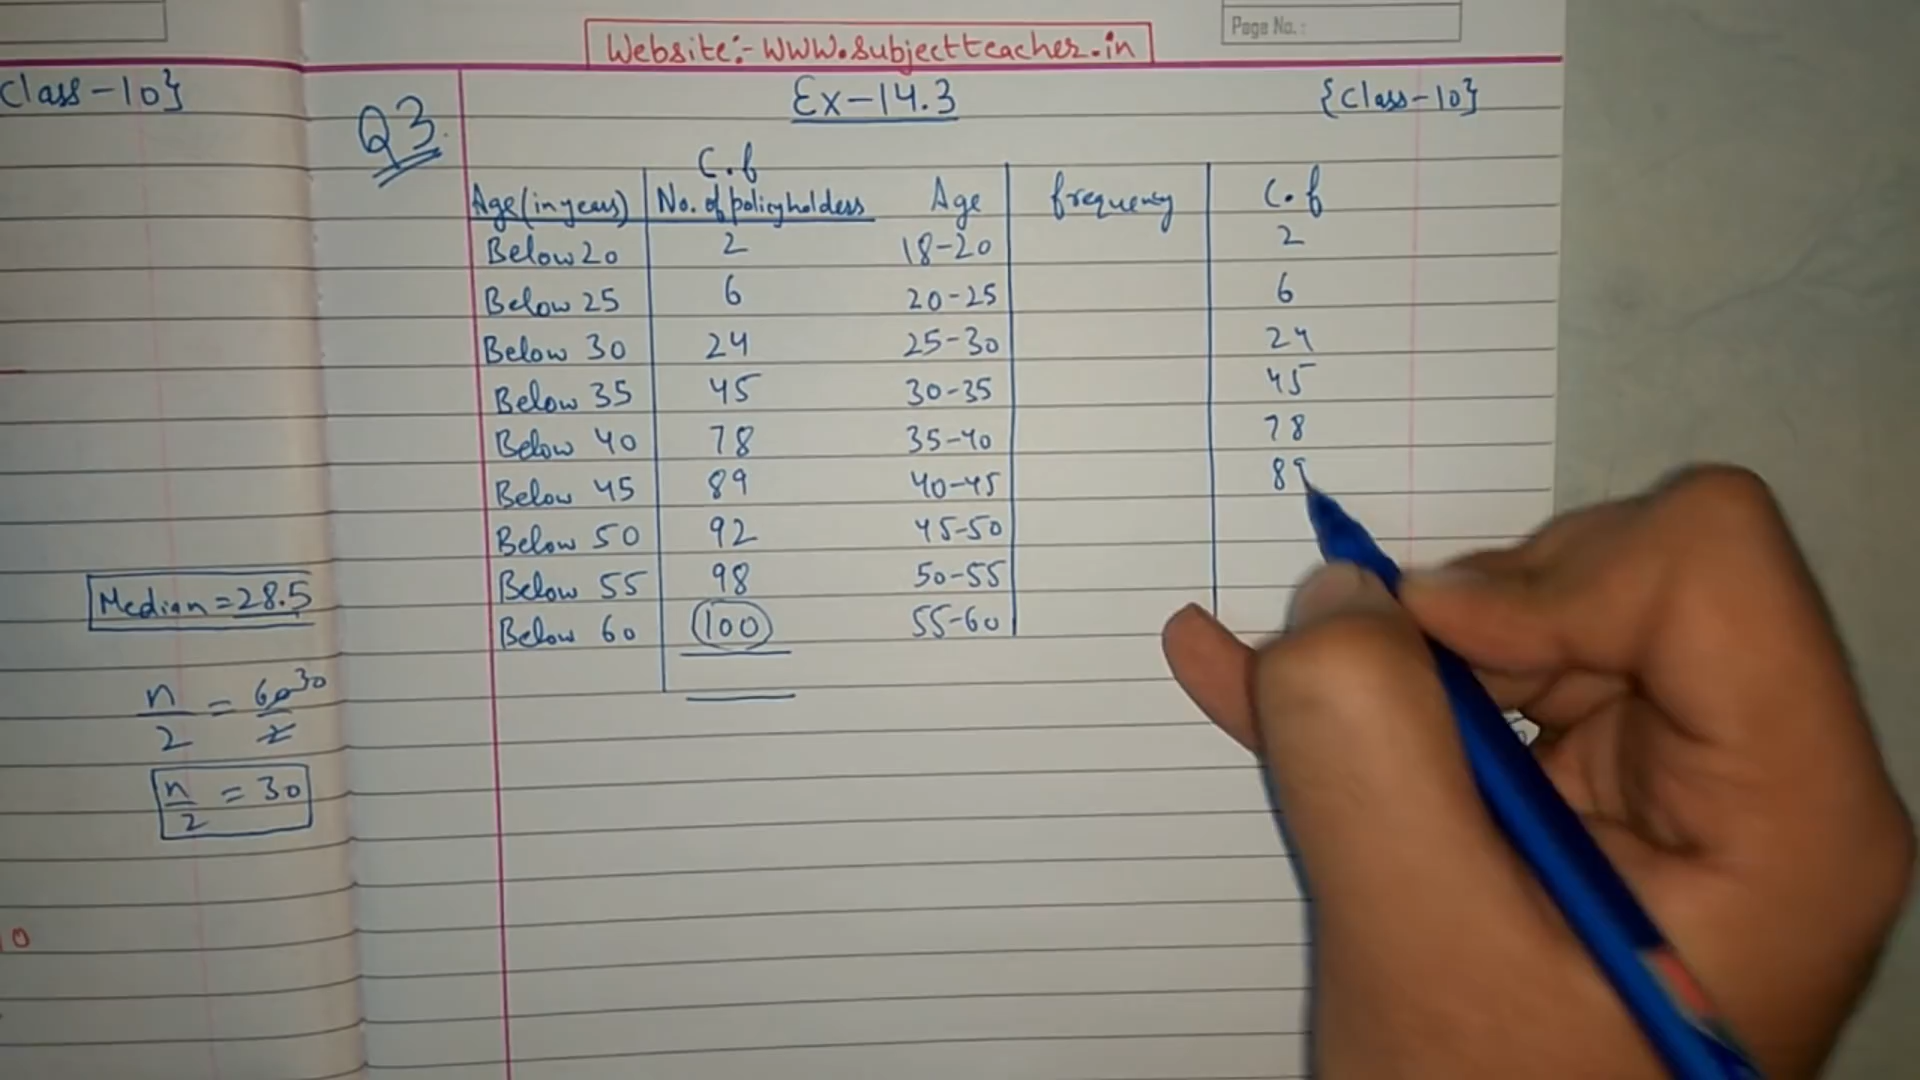 Page No. :
Website:- www.subjectteacher.in
Class-10}
Ex-14.3
{Class-10}
Q3.
C.f
Age (in years) No. of policyholders Age frequency C.f
Below 20 2 18-20 2
Below 25 6 20-25 6
Below 30 24 25-30 24
Below 35 45 30-35 45
Below 40 78 35-40 78
Below 45 89 40-45 89
Below 50 92 45-50
Below 55 98 50-55
Below 60 100 55-60
Median = 28.5
n/2 = 60/2 30
n/2 = 30
0